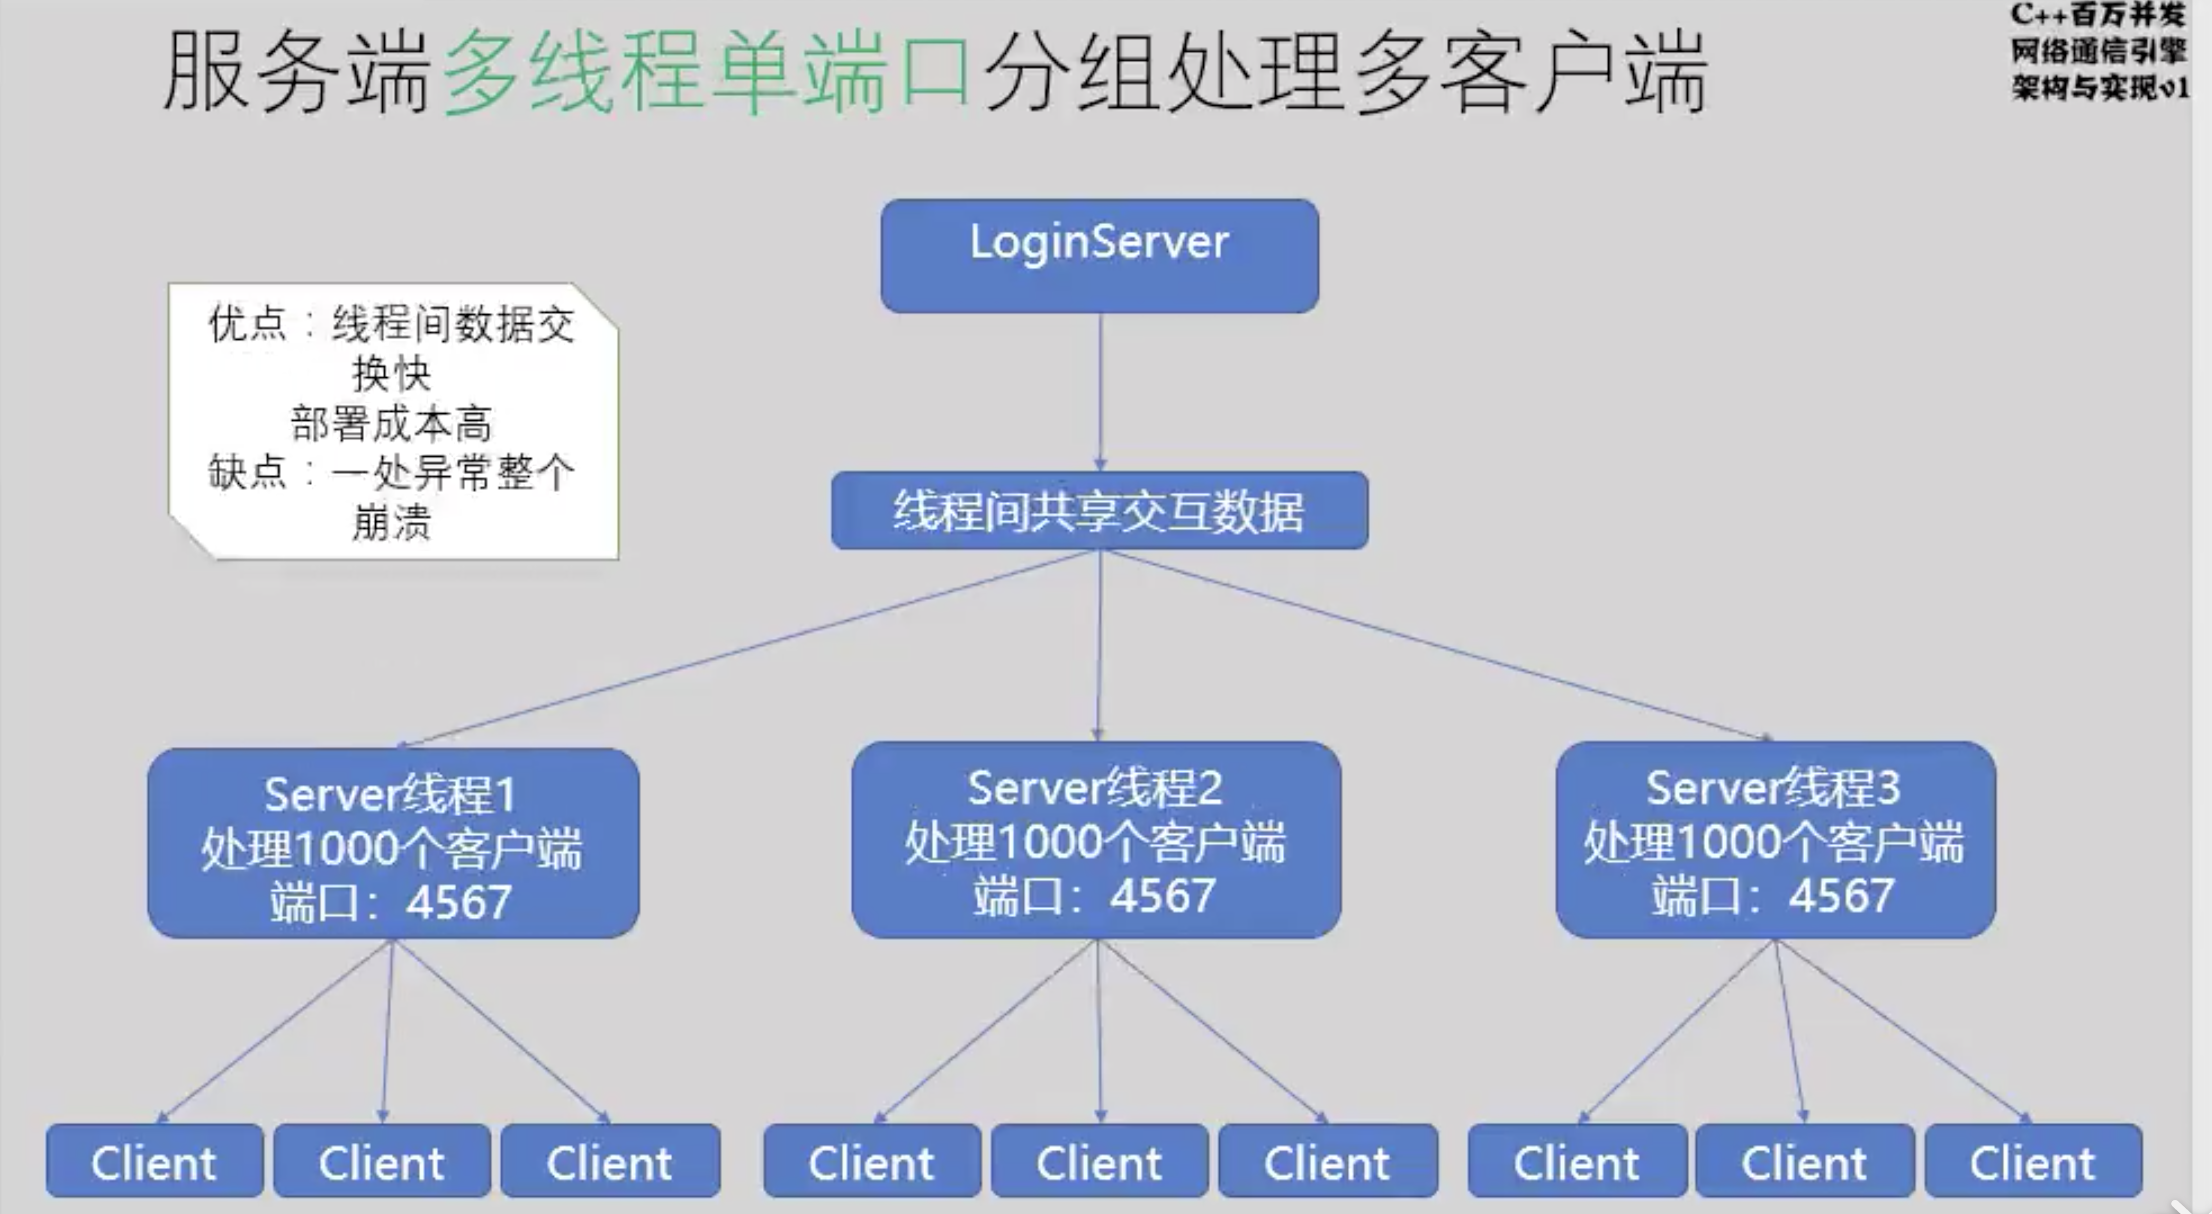 服务端多线程单端口分组处理多客户端
C++百万并发
网络通信引擎
架构与实现v1
LoginServer
优点：线程间数据交
换快
部署成本高
缺点：一处异常整个
崩溃
线程间共享交互数据
Server线程1
处理1000个客户端
端口：4567
Server线程2
处理1000个客户端
端口：4567
Server线程3
处理1000个客户端
端口：4567
Client
Client
Client
Client
Client
Client
Client
Client
Client